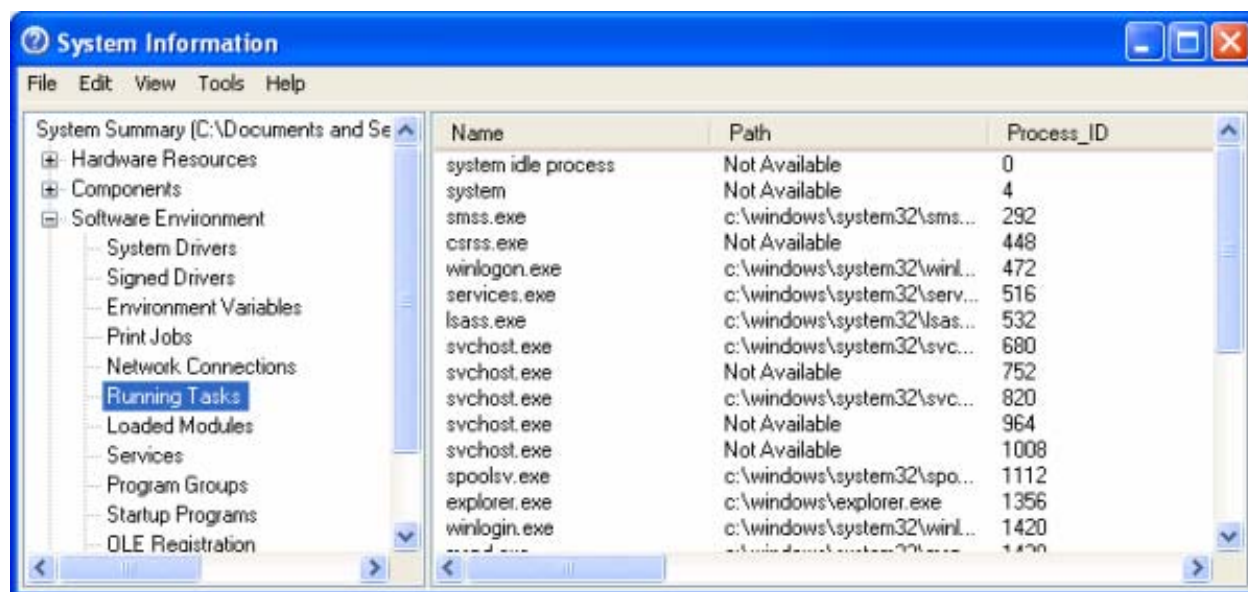 System Information
File Edit View Tools Help
System Summary (C:\Documents and Se
Hardware Resources
Components
Software Environment
System Drivers
Signed Drivers
Environment Variables
Print Jobs
Network Connections
Running Tasks
Loaded Modules
Services
Program Groups
Startup Programs
OLE Registration
Name Path Process_ID
system idle process Not Available 0
system Not Available 4
smss.exe c:\windows\system32\sms... 292
csrss.exe Not Available 448
winlogon.exe c:\windows\system32\winl... 472
services.exe c:\windows\system32\serv... 516
lsass.exe c:\windows\system32\lsas... 532
svchost.exe c:\windows\system32\svc... 680
svchost.exe Not Available 752
svchost.exe c:\windows\system32\svc... 820
svchost.exe Not Available 964
svchost.exe Not Available 1008
spoolsv.exe c:\windows\system32\spo... 1112
explorer.exe c:\windows\explorer.exe 1356
winlogin.exe c:\windows\system32\winl... 1420